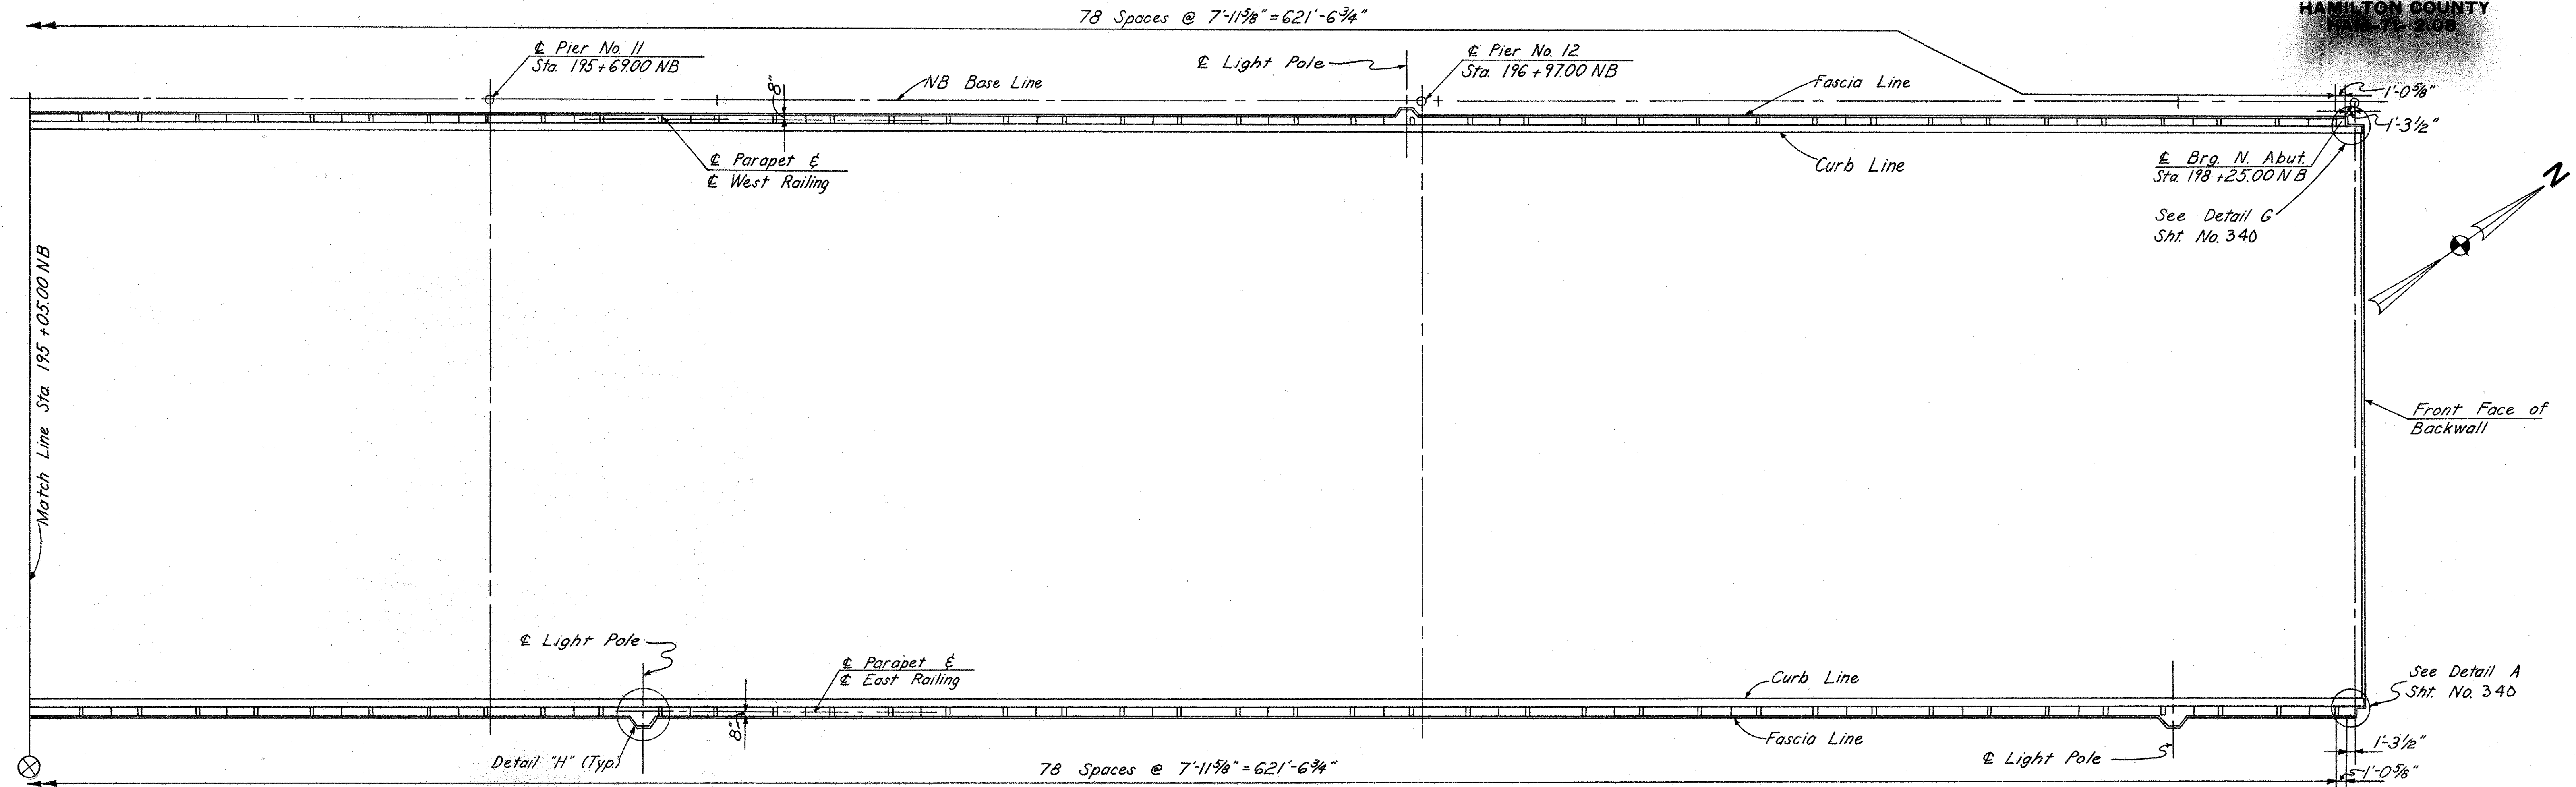 HAMILTON COUNTY
HAM-71- 2.08
78 Spaces @ 7'-11⅝" = 621'-6¾"
℄ Pier No. 11
Sta. 195+69.00 NB
8"
NB Base Line
℄ Light Pole
℄ Pier No. 12
Sta. 196+97.00 NB
Fascia Line
1'-0⅝"
1'-3½"
℄ Parapet &
℄ West Railing
Curb Line
℄ Brg. N. Abut.
Sta. 198+25.00 NB
See Detail G
Sht. No. 340
N
Match Line Sta. 195+05.00 NB
Front Face of
Backwall
℄ Light Pole
℄ Parapet &
℄ East Railing
8"
Curb Line
See Detail A
Sht. No. 340
Detail "H" (Typ.)
Fascia Line
℄ Light Pole
1'-3½"
78 Spaces @ 7'-11⅝" = 621'-6¾"
1'-0⅝"